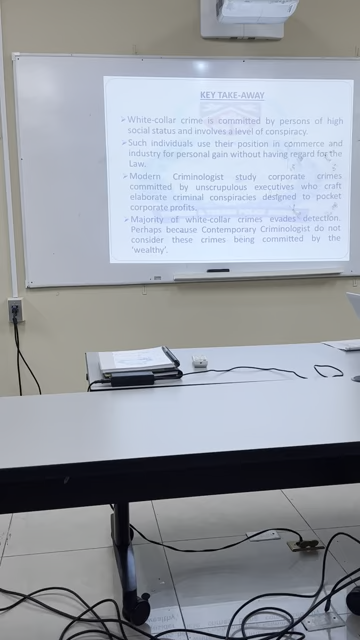 KEY TAKE-AWAY
➢White-collar crime is committed by persons of high
social status and involves a level of conspiracy.
➢Such individuals use their position in commerce and
industry for personal gain without having regard for the
Law.
➢Modern Criminologist study corporate crimes
committed by unscrupulous executives who craft
elaborate criminal conspiracies designed to pocket
corporate profits.
➢Majority of white-collar crimes evades detection.
Perhaps because Contemporary Criminologist do not
consider these crimes being committed by the
‘wealthy’.